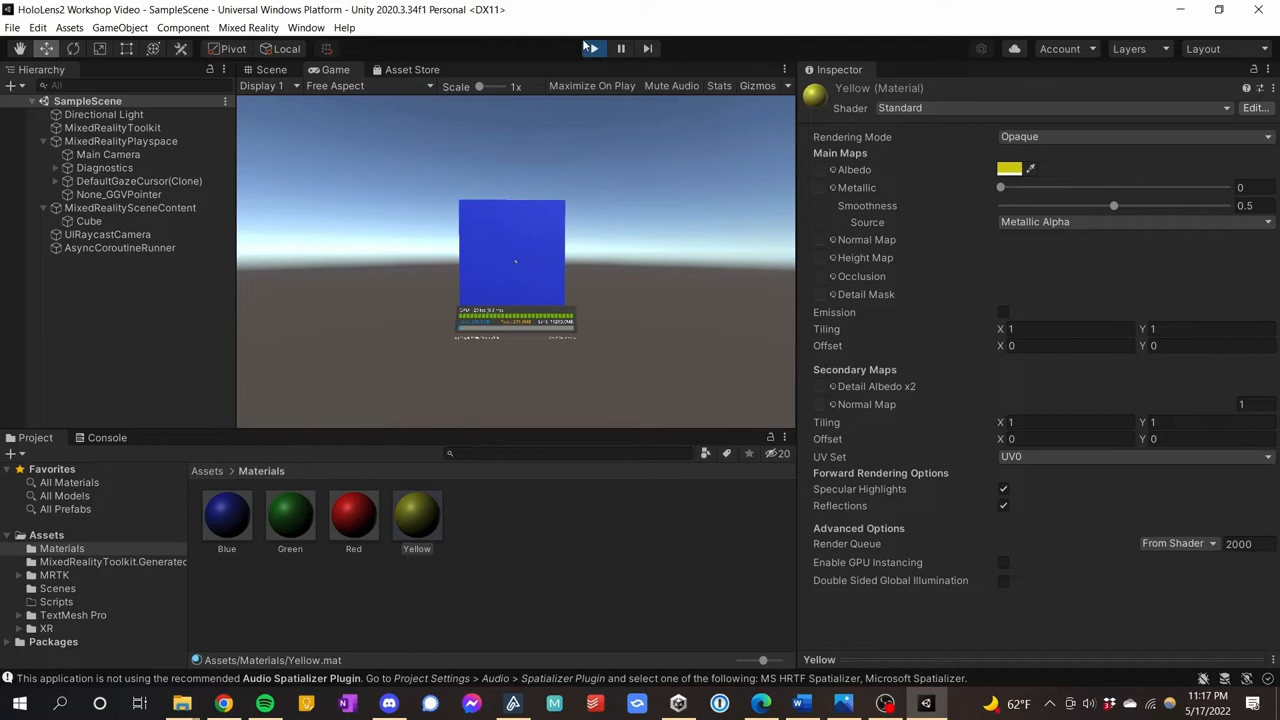 HoloLens2 Workshop Video - SampleScene - Universal Windows Platform - Unity 2020.3.34f1 Personal <DX11>
File Edit Assets GameObject Component Mixed Reality Window Help
Pivot Local Account Layers Layout
Hierarchy
All
SampleScene
Directional Light
MixedRealityToolkit
MixedRealityPlayspace
Main Camera
Diagnostics
DefaultGazeCursor(Clone)
None_GGVPointer
MixedRealitySceneContent
Cube
UIRaycastCamera
AsyncCoroutineRunner
Scene Game Asset Store
Display 1 Free Aspect Scale 1x Maximize On Play Mute Audio Stats Gizmos
Inspector
Yellow (Material)
Shader Standard Edit...
Rendering Mode Opaque
Main Maps
Albedo
Metallic 0
Smoothness 0.5
Source Metallic Alpha
Normal Map
Height Map
Occlusion
Detail Mask
Emission
Tiling X 1 Y 1
Offset X 0 Y 0
Secondary Maps
Detail Albedo x2
Normal Map 1
Tiling X 1 Y 1
Offset X 0 Y 0
UV Set UV0
Forward Rendering Options
Specular Highlights
Reflections
Advanced Options
Render Queue From Shader 2000
Enable GPU Instancing
Double Sided Global Illumination
Yellow
Project Console
20
Favorites
All Materials
All Models
All Prefabs
Assets
Materials
MixedRealityToolkit.Generated
MRTK
Scenes
Scripts
TextMesh Pro
XR
Packages
Assets > Materials
Blue Green Red Yellow
Assets/Materials/Yellow.mat
This application is not using the recommended Audio Spatializer Plugin. Go to Project Settings > Audio > Spatializer Plugin and select one of the following: MS HRTF Spatializer, Microsoft Spatializer.
62°F
11:17 PM
5/17/2022